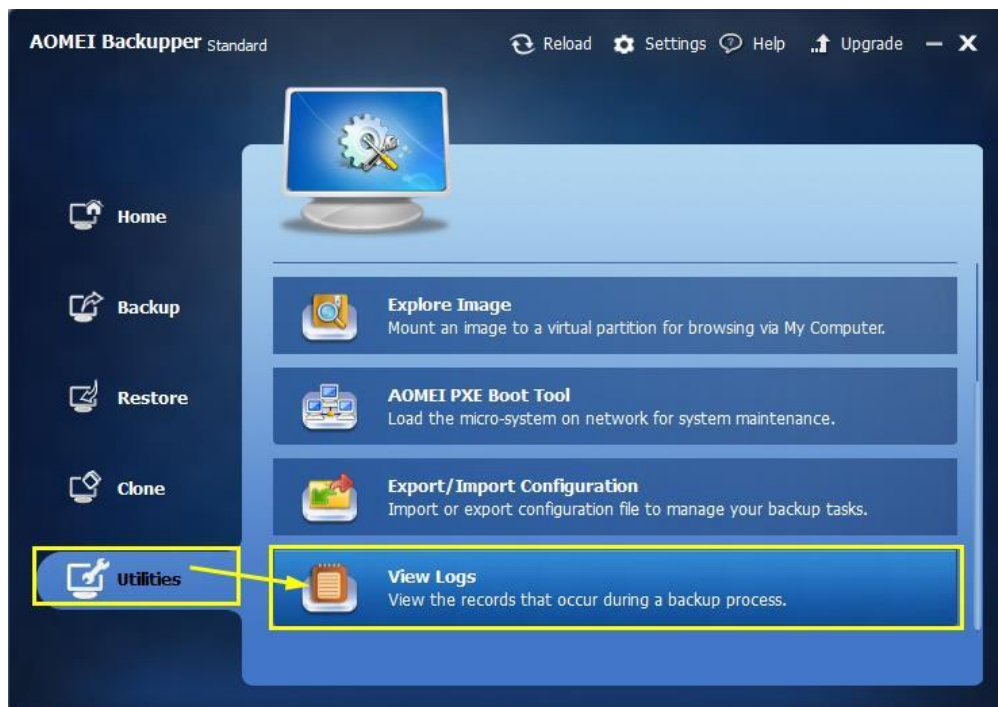 AOMEI Backupper Standard
Reload Settings Help Upgrade
Home
Backup
Restore
Clone
Utilities
Explore Image
Mount an image to a virtual partition for browsing via My Computer.
AOMEI PXE Boot Tool
Load the micro-system on network for system maintenance.
Export/Import Configuration
Import or export configuration file to manage your backup tasks.
View Logs
View the records that occur during a backup process.